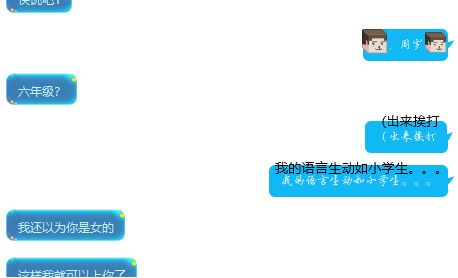 快说吧？
。周岁
六年级？
(出来挨打
(出来挨打
我的语言生动如小学生。。。
我的语言生动如小学生。。。
我还以为你是女的
这样我就可以上你了